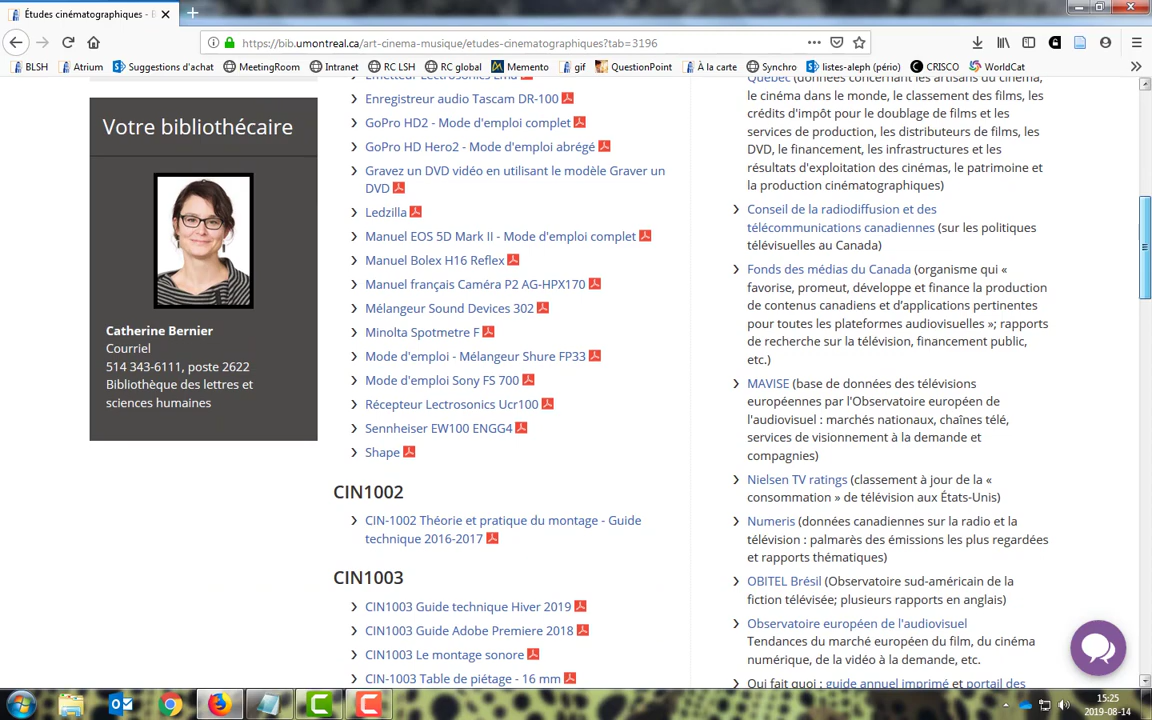 Études cinématographiques -
https://bib.umontreal.ca/art-cinema-musique/etudes-cinematographiques?tab=3196
BLSH
Atrium
Suggestions d'achat
MeetingRoom
Intranet
RC LSH
RC global
Memento
gif
QuestionPoint
À la carte
Synchro
listes-aleph (pério)
CRISCO
WorldCat
Votre bibliothécaire
Catherine Bernier
Courriel
514 343-6111, poste 2622
Bibliothèque des lettres et
sciences humaines
Émetteur Lectrosonics Lma
Enregistreur audio Tascam DR-100
GoPro HD2 - Mode d'emploi complet
GoPro HD Hero2 - Mode d'emploi abrégé
Gravez un DVD vidéo en utilisant le modèle Graver un
DVD
Ledzilla
Manuel EOS 5D Mark II - Mode d'emploi complet
Manuel Bolex H16 Reflex
Manuel français Caméra P2 AG-HPX170
Mélangeur Sound Devices 302
Minolta Spotmetre F
Mode d'emploi - Mélangeur Shure FP33
Mode d'emploi Sony FS 700
Récepteur Lectrosonics Ucr100
Sennheiser EW100 ENGG4
Shape
CIN1002
CIN-1002 Théorie et pratique du montage - Guide
technique 2016-2017
CIN1003
CIN1003 Guide technique Hiver 2019
CIN1003 Guide Adobe Premiere 2018
CIN1003 Le montage sonore
CIN1003 Table de piétage - 16 mm
Québec (données concernant les artisans du cinéma,
le cinéma dans le monde, le classement des films, les
crédits d'impôt pour le doublage de films et les
services de production, les distributeurs de films, les
DVD, le financement, les infrastructures et les
résultats d'exploitation des cinémas, le patrimoine et
la production cinématographiques)
Conseil de la radiodiffusion et des
télécommunications canadiennes (sur les politiques
télévisuelles au Canada)
Fonds des médias du Canada (organisme qui «
favorise, promeut, développe et finance la production
de contenus canadiens et d'applications pertinentes
pour toutes les plateformes audiovisuelles »; rapports
de recherche sur la télévision, financement public,
etc.)
MAVISE (base de données des télévisions
européennes par l'Observatoire européen de
l'audiovisuel : marchés nationaux, chaînes télé,
services de visionnement à la demande et
compagnies)
Nielsen TV ratings (classement à jour de la «
consommation » de télévision aux États-Unis)
Numeris (données canadiennes sur la radio et la
télévision : palmarès des émissions les plus regardées
et rapports thématiques)
OBITEL Brésil (Observatoire sud-américain de la
fiction télévisée; plusieurs rapports en anglais)
Observatoire européen de l'audiovisuel
Tendances du marché européen du film, du cinéma
numérique, de la vidéo à la demande, etc.
Qui fait quoi : guide annuel imprimé et portail des
15:25
2019-08-14